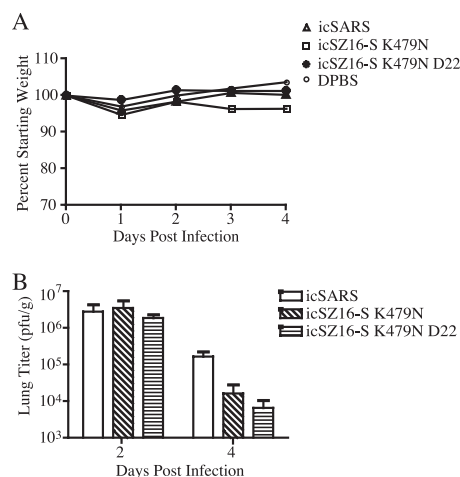 A
icSARS
icSZ16-S K479N
icSZ16-S K479N D22
DPBS
Percent Starting Weight
110
100
90
80
70
0 1 2 3 4
Days Post Infection
B
icSARS
icSZ16-S K479N
icSZ16-S K479N D22
Lung Titer (pfu/g)
10⁷
10⁶
10⁵
10⁴
10³
2 4
Days Post Infection